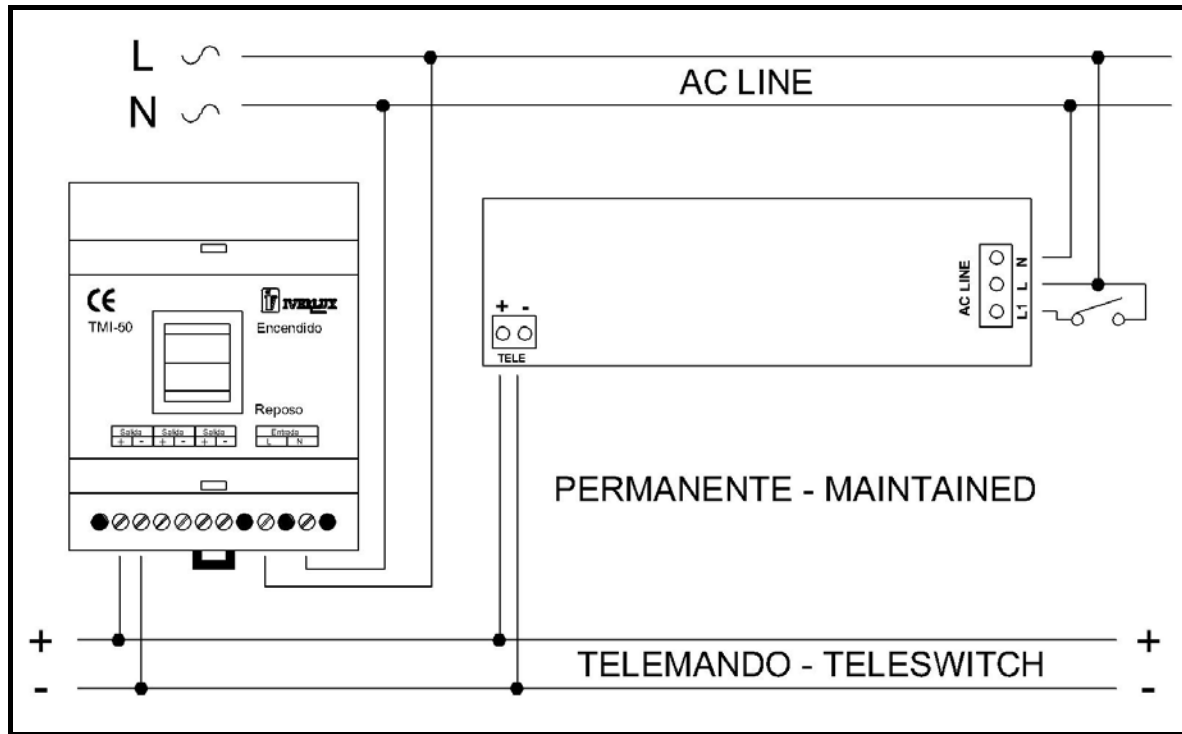 L
AC LINE
N
CE
IVERLUX
TMI-60
Encendido
Reposo
Salida Salida Salida Entrada
+ - + - + - L N
+ -
TELE
AC LINE
N
L
L1
PERMANENTE - MAINTAINED
+ +
TELEMANDO - TELESWITCH
- -